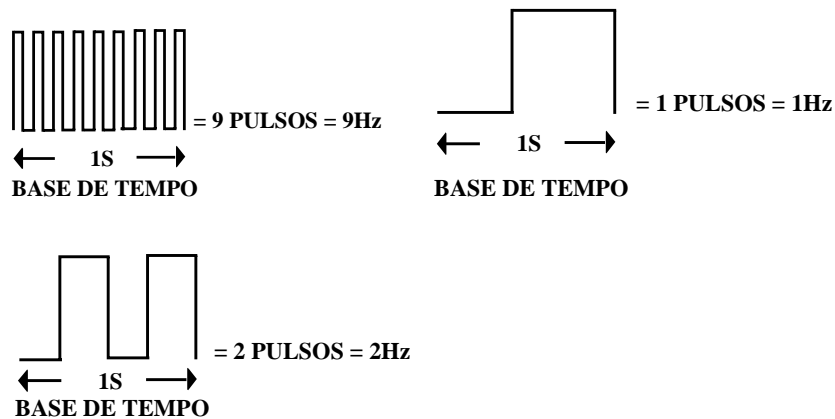 = 9 PULSOS = 9Hz
1S
BASE DE TEMPO
= 1 PULSOS = 1Hz
1S
BASE DE TEMPO
= 2 PULSOS = 2Hz
1S
BASE DE TEMPO